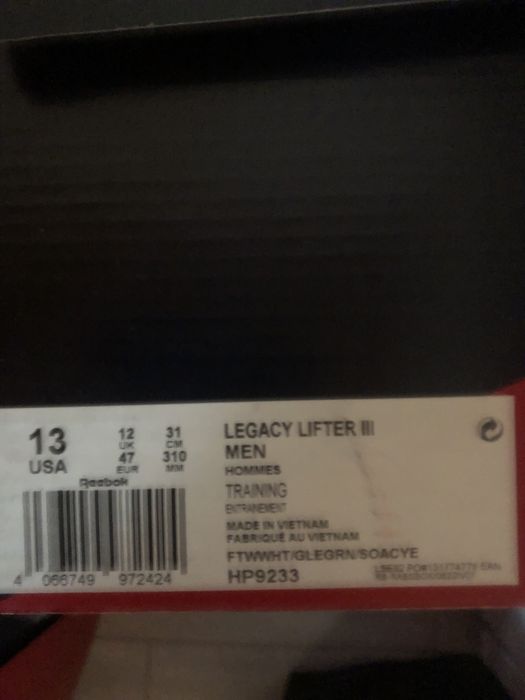 13
USA
12
UK
47
EUR
31
CM
310
MM
Reebok
4 066749 972424
LEGACY LIFTER III
MEN
HOMMES
TRAINING
ENTRAINEMENT
MADE IN VIETNAM
FABRIQUÉ AU VIETNAM
FTWWHT/GLEGRN/SOACYE
HP9233